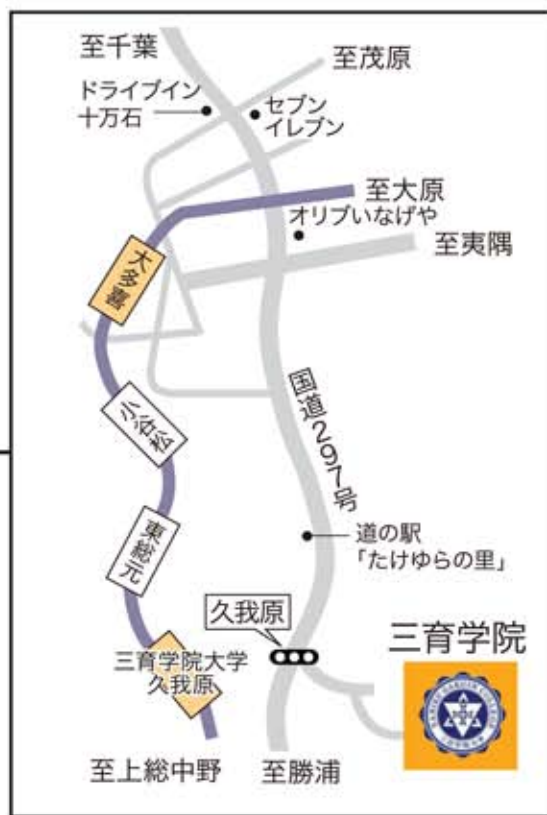 至千葉
至茂原
ドライブイン
十万石
セブン
イレブン
至大原
オリブいなげや
至夷隅
大多喜
小谷松
国道297号
東総元
道の駅
「たけゆらの里」
久我原
三育学院
三育学院大学
久我原
至上総中野
至勝浦